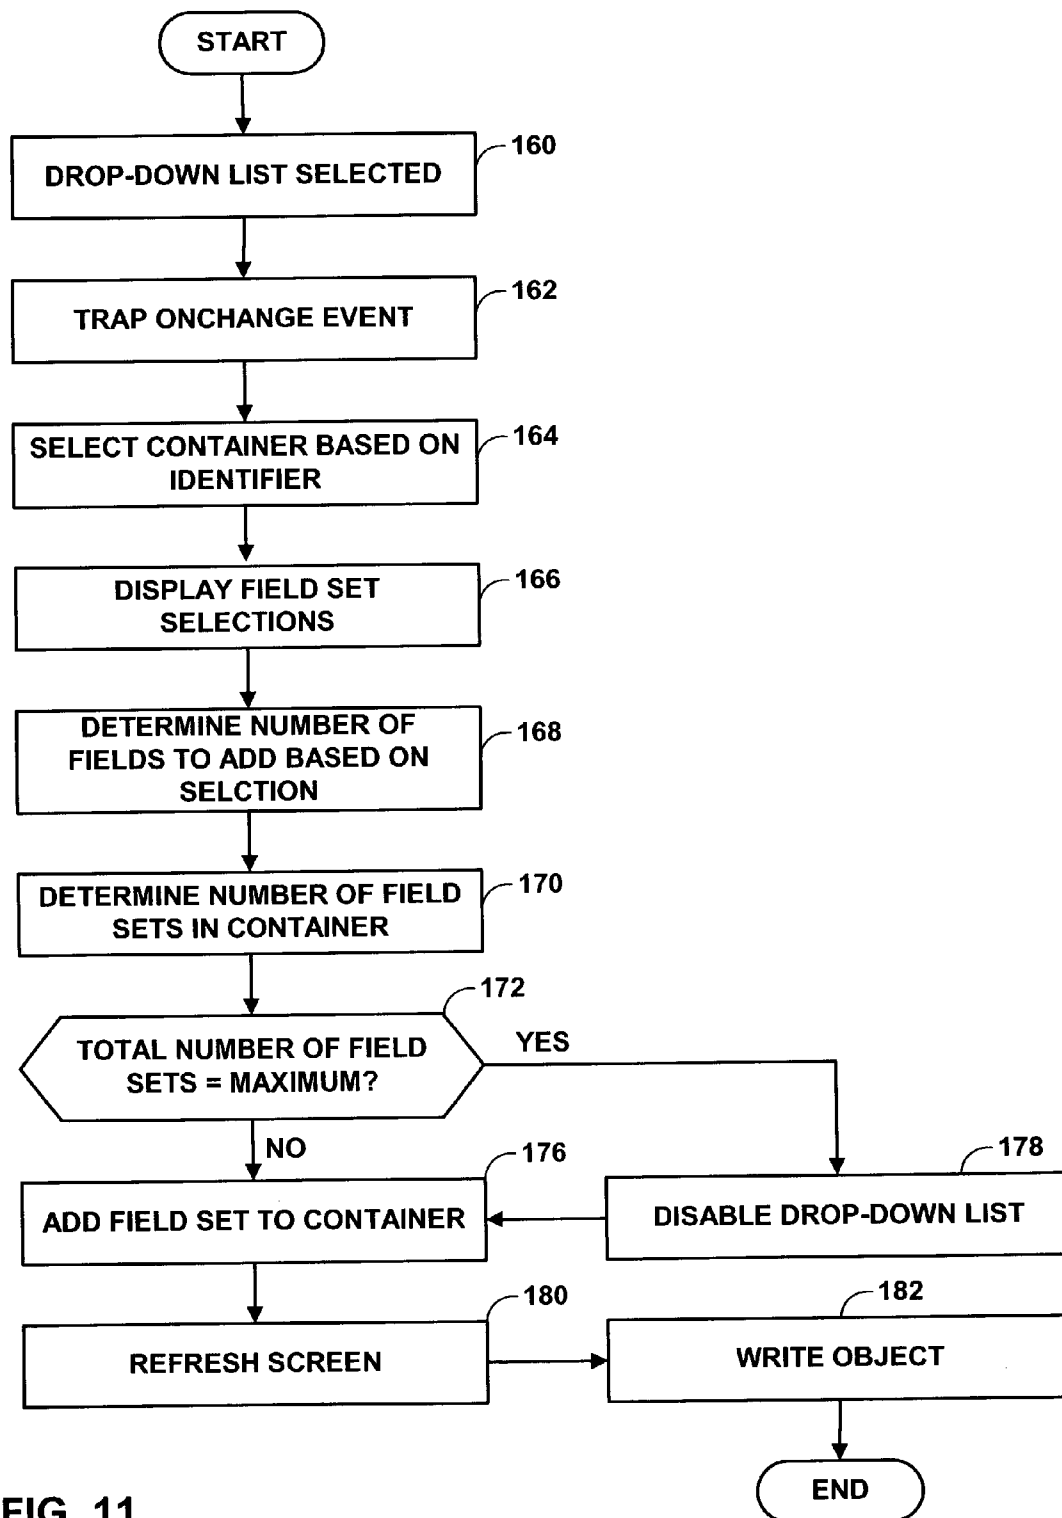 START
160
DROP-DOWN LIST SELECTED
162
TRAP ONCHANGE EVENT
164
SELECT CONTAINER BASED ON
IDENTIFIER
166
DISPLAY FIELD SET
SELECTIONS
168
DETERMINE NUMBER OF
FIELDS TO ADD BASED ON
SELCTION
170
DETERMINE NUMBER OF FIELD
SETS IN CONTAINER
172
TOTAL NUMBER OF FIELD
SETS = MAXIMUM?
YES
NO
176
ADD FIELD SET TO CONTAINER
178
DISABLE DROP-DOWN LIST
180
REFRESH SCREEN
182
WRITE OBJECT
END
FIG. 11